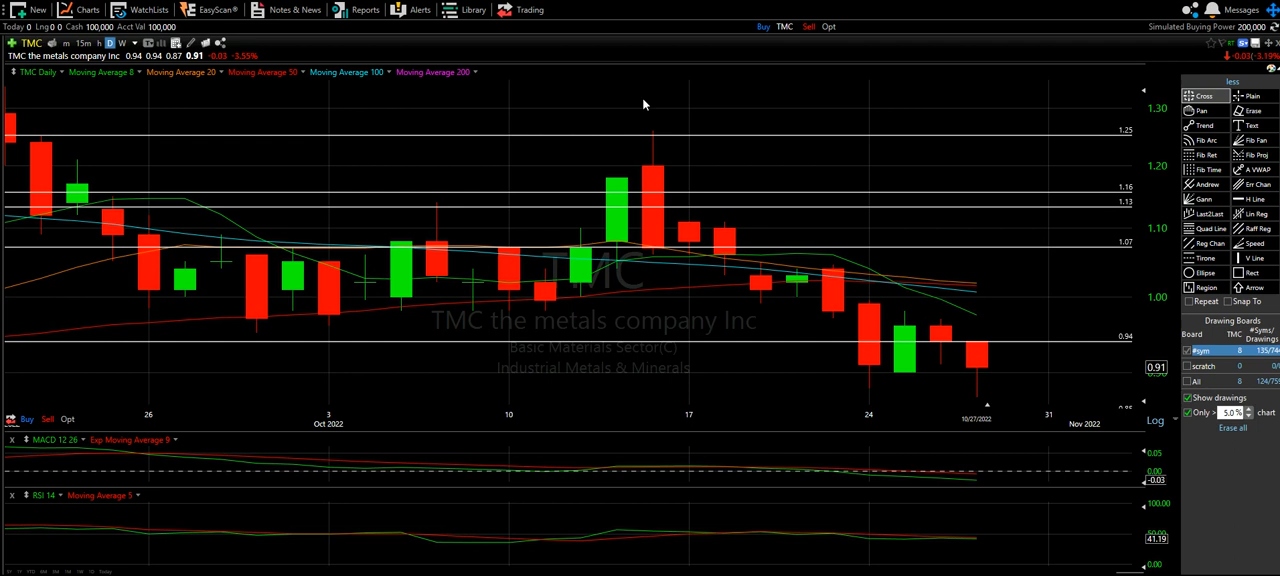 New Charts WatchLists EasyScan® Notes & News Reports Alerts Library Trading Messages
Today 0 Lng 0 0 Cash 100,000 Acct Val 100,000 Buy TMC Sell Opt Simulated Buying Power 200,000
TMC m 15m h D W
TMC the metals company Inc 0.94 0.94 0.87 0.91 -0.03 -3.55%
-0.03(-3.19%
TMC Daily Moving Average 8 Moving Average 20 Moving Average 50 Moving Average 100 Moving Average 200
less
Cross Plain
Pan Erase
Trend Text
Fib Arc Fib Fan
Fib Ret Fib Proj
Fib Time A VWAP
Andrew Err Chan
Gann H Line
Last2Last Lin Reg
Quad Line Raff Reg
Reg Chan Speed
Tirone V Line
Ellipse Rect
Region Arrow
Repeat Snap To
Drawing Boards
Board TMC #Syms/
Drawings
#sym 8 135/74
scratch 0 0/
All 8 124/75
Show drawings
Only > 5.0 % chart
Erase all
1.30
1.25
1.20
1.16
1.13
1.10
1.07
1.00
0.94
0.91
TMC
TMC the metals company Inc
Basic Materials Sector(C)
Industrial Metals & Minerals
Buy Sell Opt
26 3 10 17 24 10/27/2022 31
Oct 2022 Nov 2022
Log
X MACD 12 26 Exp Moving Average 9
0.05
0.00
-0.03
X RSI 14 Moving Average 5
100.00
41.19
0.00